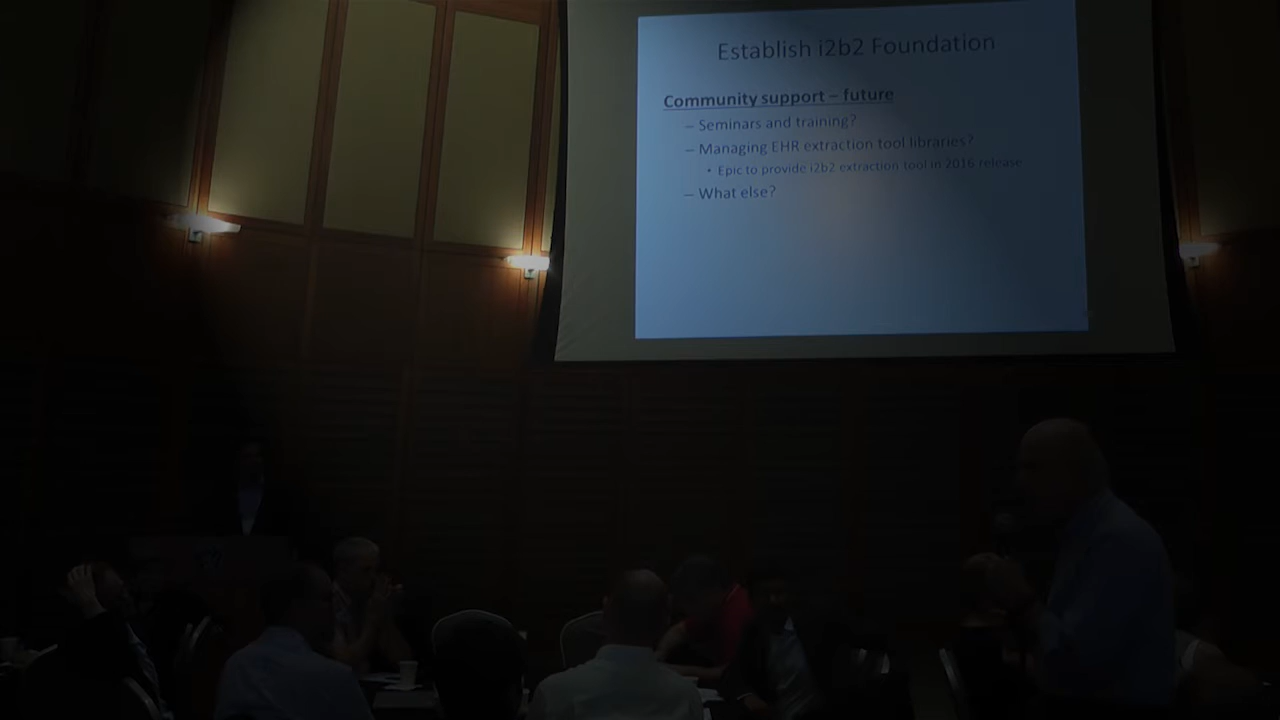 Establish i2b2 Foundation
Community support – future
– Seminars and training?
– Managing EHR extraction tool libraries?
• Epic to provide i2b2 extraction tool in 2016 release
– What else?